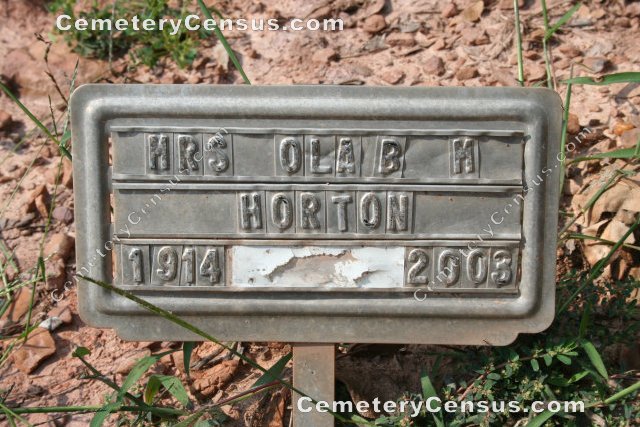 CemeteryCensus.com ©
MRS OLA B M
HORTON
1914 2003
CemeteryCensus.com ©